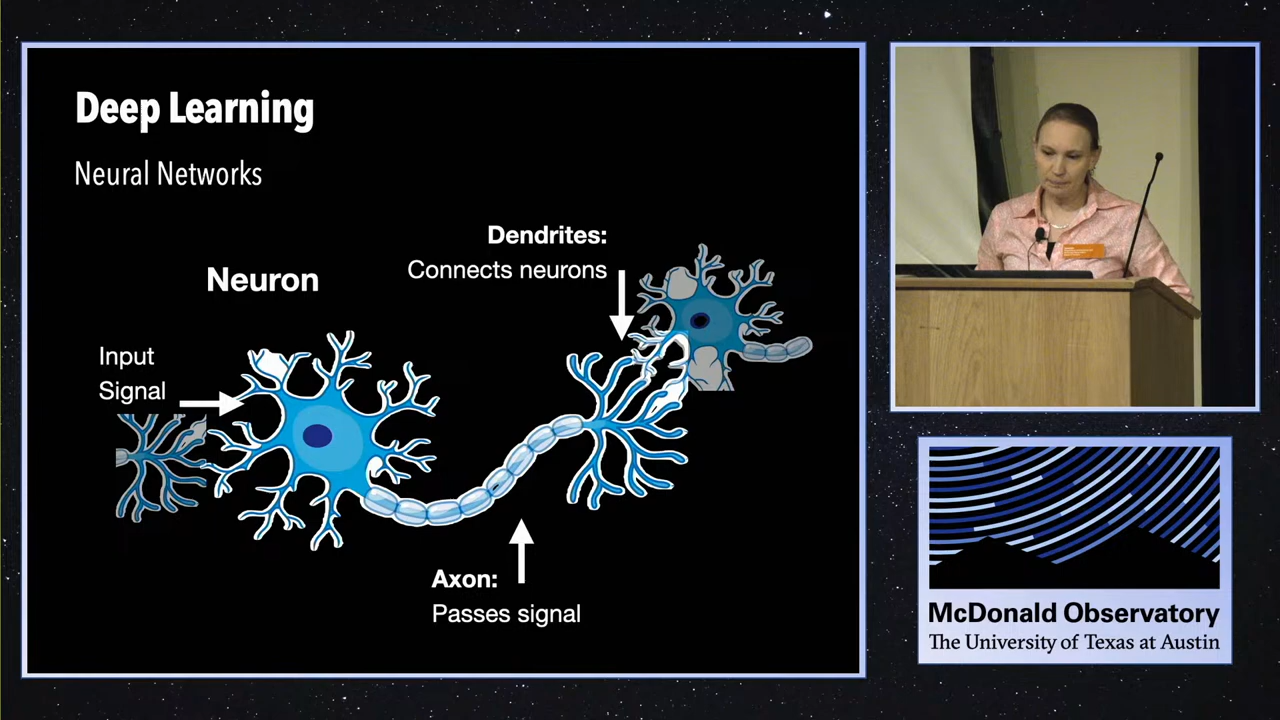 Deep Learning
Neural Networks
Dendrites:
Connects neurons
Neuron
Input
Signal
Axon:
Passes signal
McDonald Observatory
The University of Texas at Austin